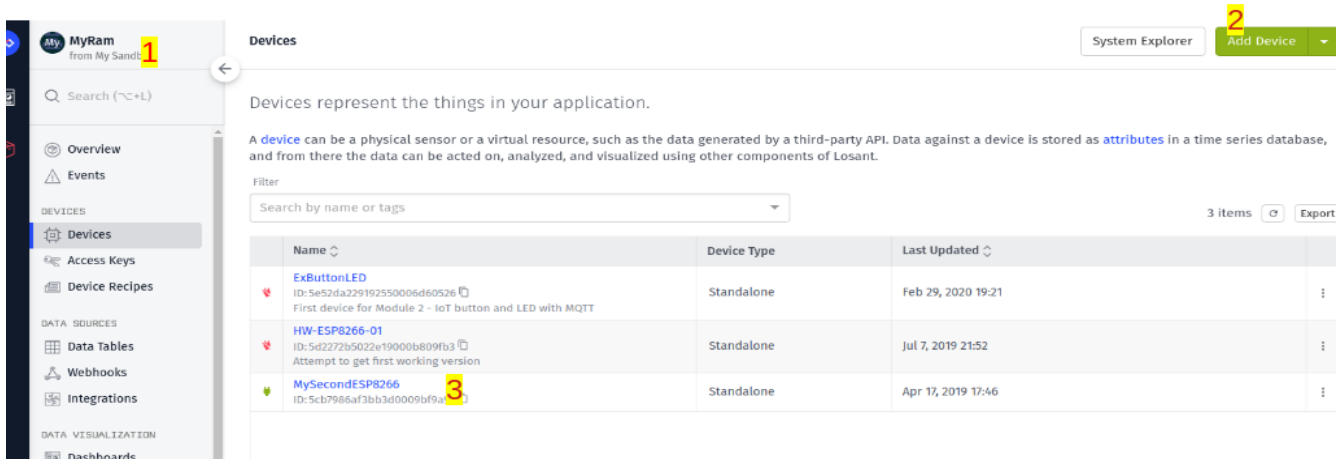 MyRam
from My Sandb
1
Search (⌥+L)
Overview
Events
DEVICES
Devices
Access Keys
Device Recipes
DATA SOURCES
Data Tables
Webhooks
Integrations
DATA VISUALIZATION
Dashboards
Devices
System Explorer
2
Add Device
Devices represent the things in your application.
A device can be a physical sensor or a virtual resource, such as the data generated by a third-party API. Data against a device is stored as attributes in a time series database,
and from there the data can be acted on, analyzed, and visualized using other components of Losant.
Filter
Search by name or tags
3 items Export
Name Device Type Last Updated
ExButtonLED
ID: 5e52da229192550006d60526
First device for Module 2 - IoT button and LED with MQTT
Standalone Feb 29, 2020 19:21
HW-ESP8266-01
ID: 5d2272b5022e19000b809fb3
Attempt to get first working version
Standalone Jul 7, 2019 21:52
MySecondESP8266
ID: 5cb7986af3bb3d0009bf9a
3
Standalone Apr 17, 2019 17:46